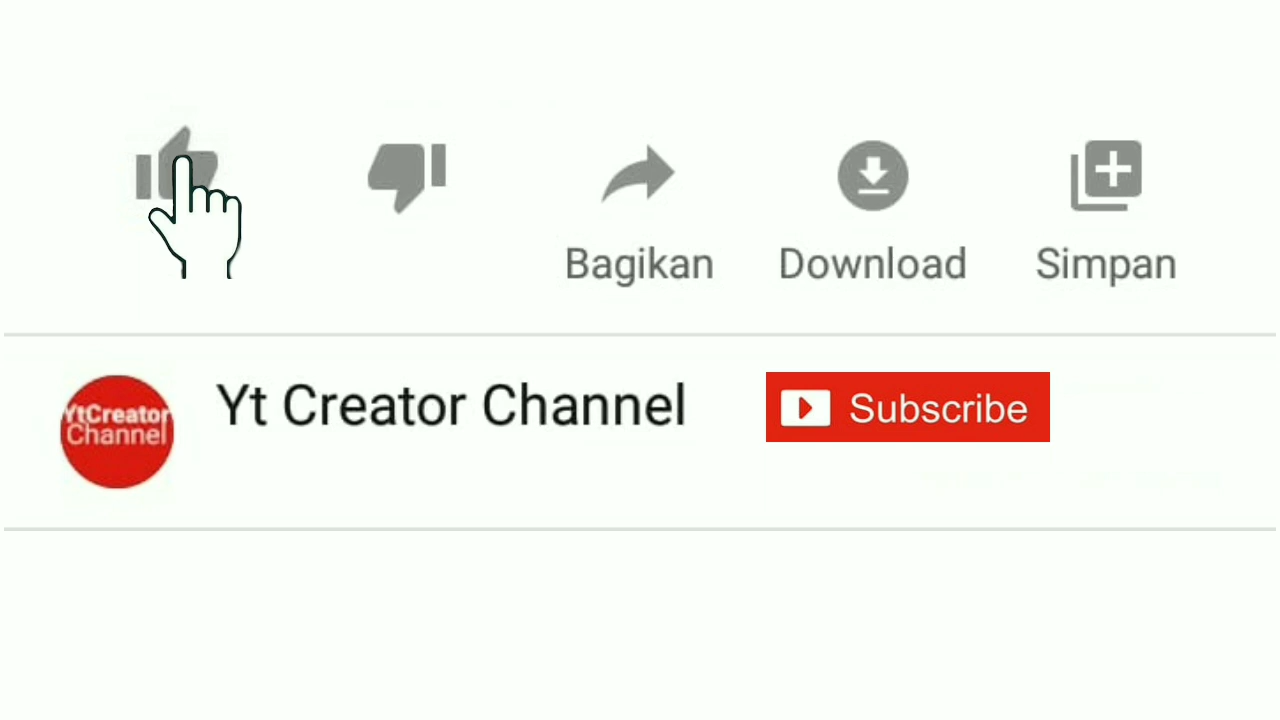 Bagikan Download Simpan
YtCreator
Channel
Yt Creator Channel
Subscribe